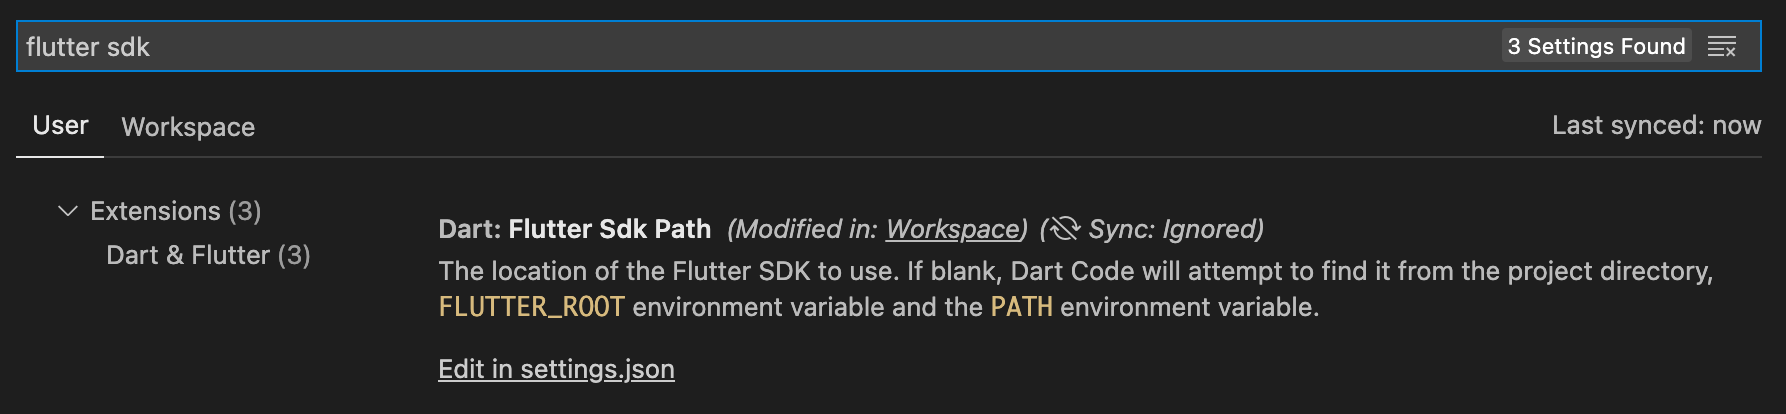 flutter sdk
3 Settings Found
User
Workspace
Last synced: now
Extensions (3)
Dart & Flutter (3)
Dart: Flutter Sdk Path (Modified in: Workspace) (Sync: Ignored)
The location of the Flutter SDK to use. If blank, Dart Code will attempt to find it from the project directory,
FLUTTER_ROOT environment variable and the PATH environment variable.
Edit in settings.json